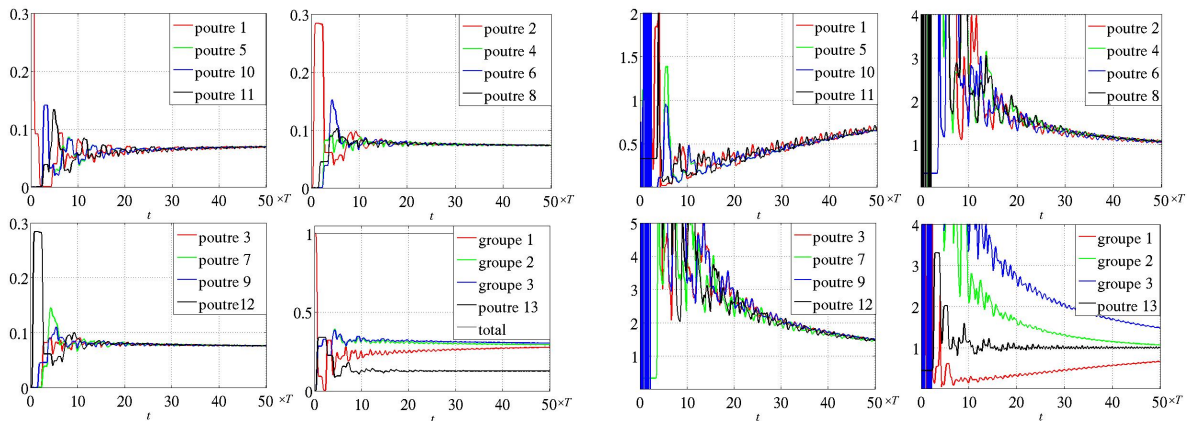 0.3
0.2
0.1
0
poutre 1
poutre 5
poutre 10
poutre 11
0 10 20 30 40 50 ×T
t
0.3
0.2
0.1
0
poutre 2
poutre 4
poutre 6
poutre 8
0 10 20 30 40 50 ×T
t
2
1.5
1
0.5
poutre 1
poutre 5
poutre 10
poutre 11
0 10 20 30 40 50 ×T
t
4
3
2
1
poutre 2
poutre 4
poutre 6
poutre 8
0 10 20 30 40 50 ×T
t
0.3
0.2
0.1
0
poutre 3
poutre 7
poutre 9
poutre12
0 10 20 30 40 50 ×T
t
1
0.5
0
groupe 1
groupe 2
groupe 3
poutre 13
total
0 10 20 30 40 50 ×T
t
5
4
3
2
1
poutre 3
poutre 7
poutre 9
poutre 12
0 10 20 30 40 50 ×T
t
4
3
2
1
groupe 1
groupe 2
groupe 3
poutre 13
0 10 20 30 40 50 ×T
t